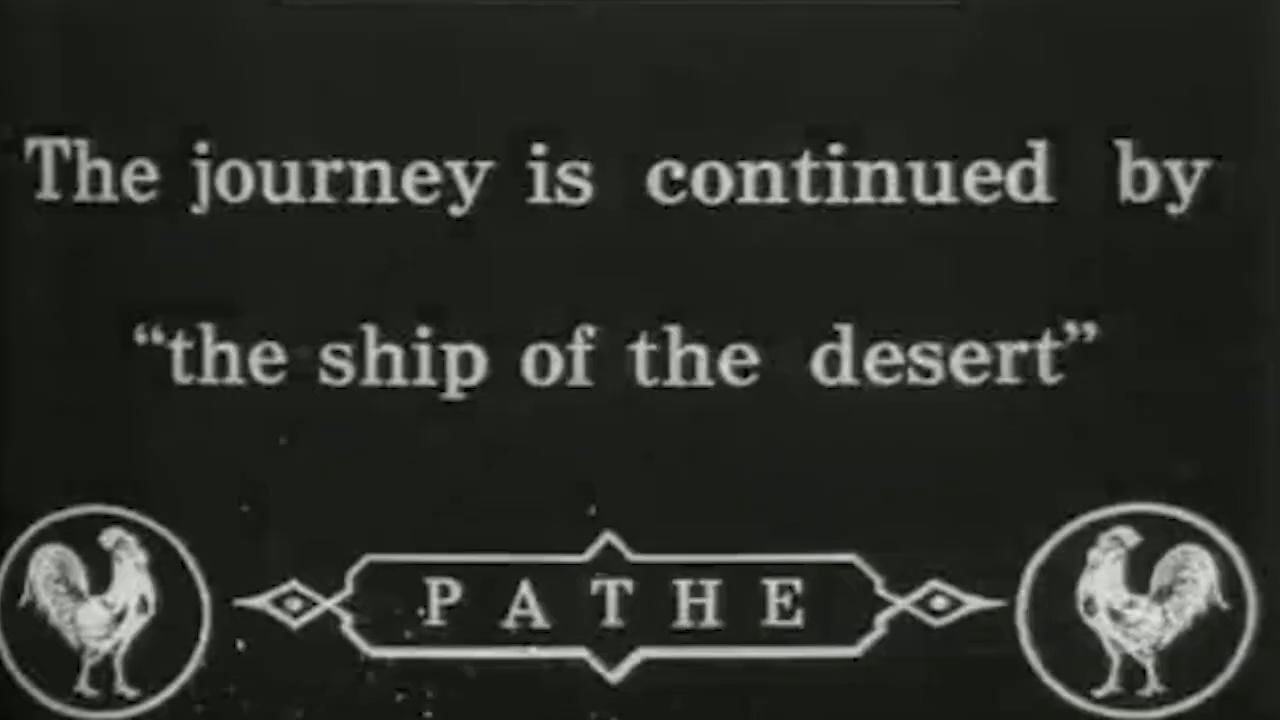 The journey is continued by
“the ship of the desert”
PATHE